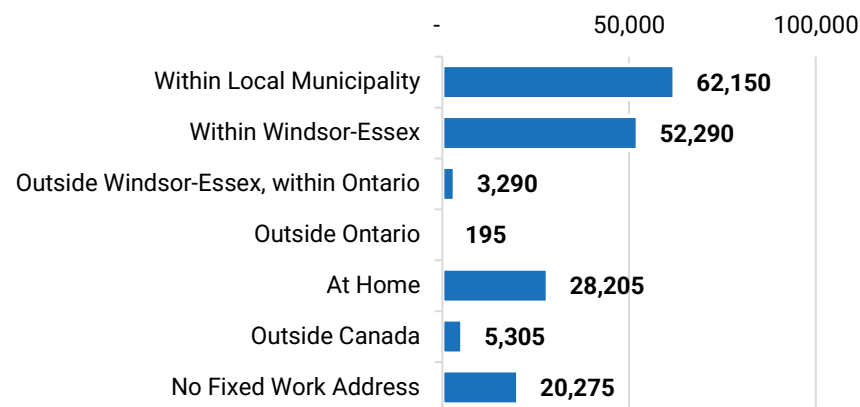 - 50,000 100,000
Within Local Municipality 62,150
Within Windsor-Essex 52,290
Outside Windsor-Essex, within Ontario 3,290
Outside Ontario 195
At Home 28,205
Outside Canada 5,305
No Fixed Work Address 20,275